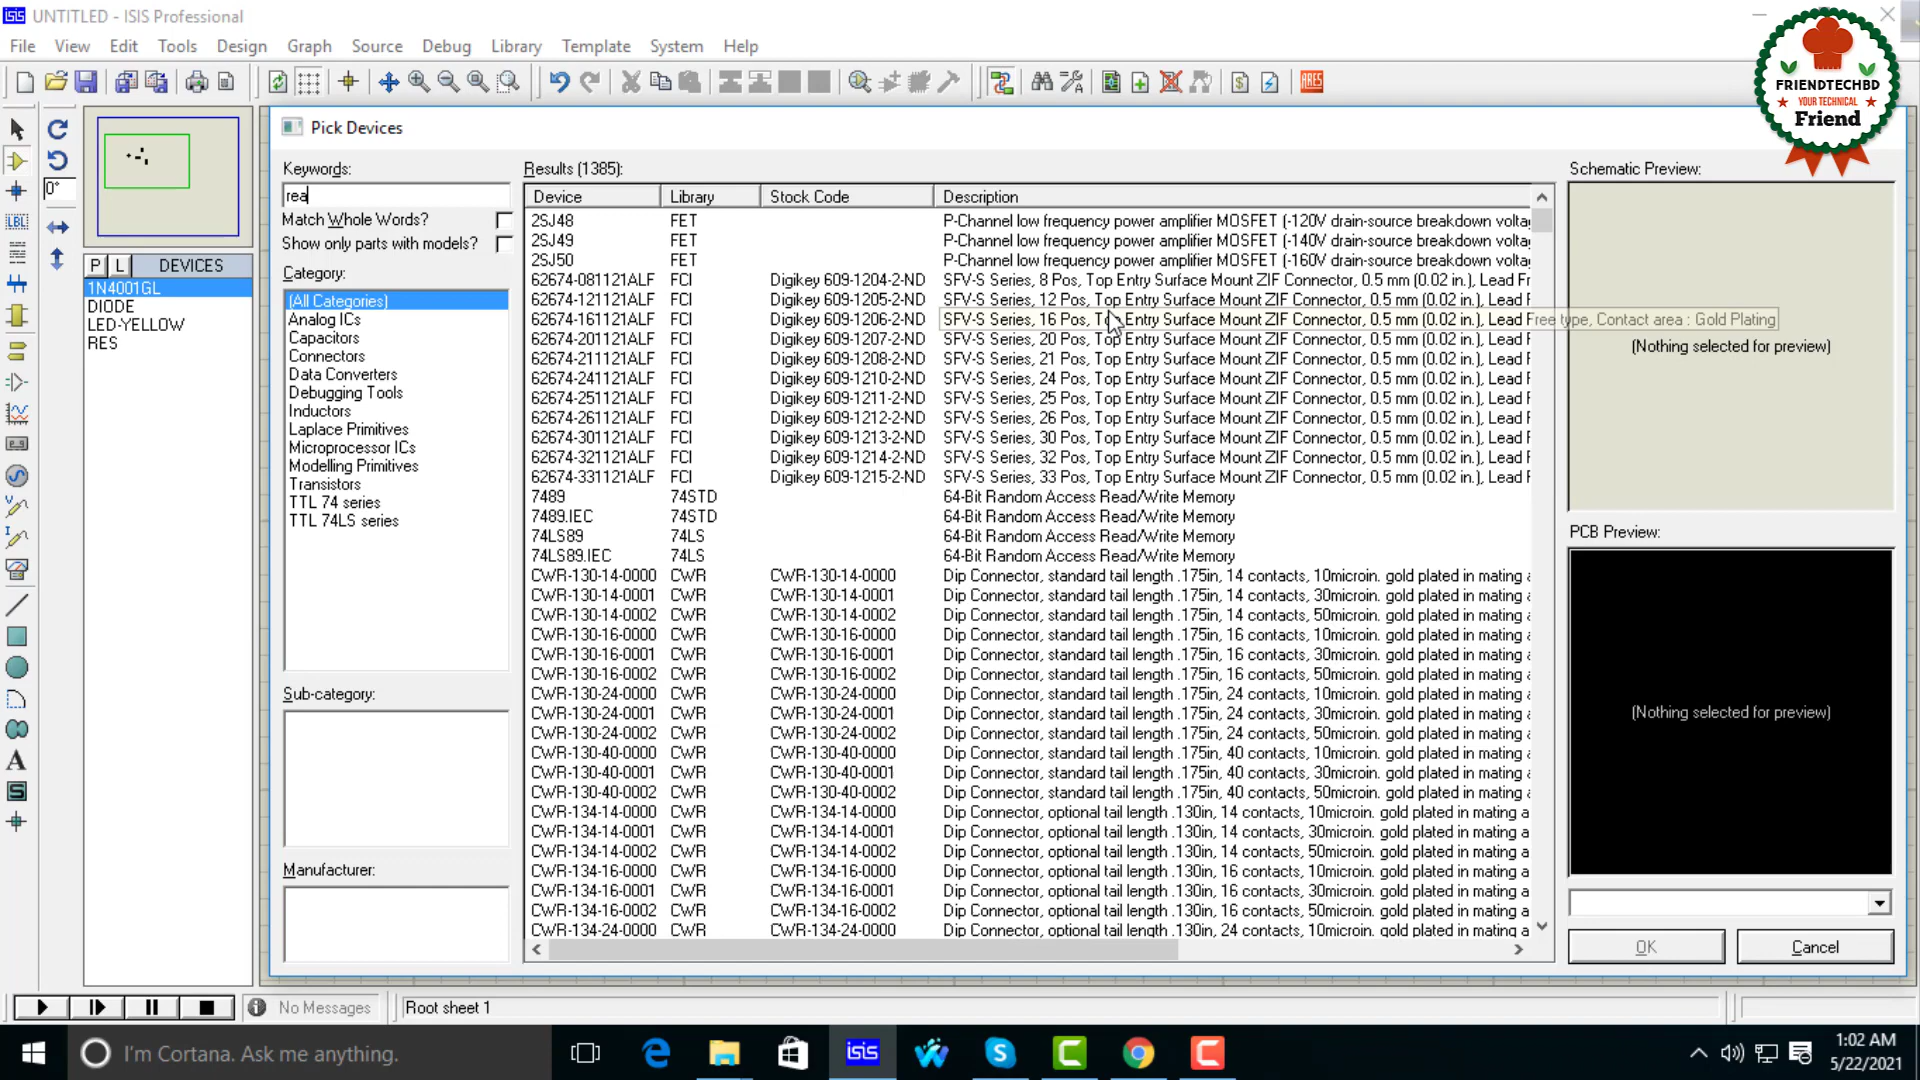 UNTITLED - ISIS Professional
File View Edit Tools Design Graph Source Debug Library Template System Help
FRIENDTECHBD
YOUR TECHNICAL
Friend
Pick Devices
Keywords:
rea
Match Whole Words?
Show only parts with models?
Category:
(All Categories)
Analog ICs
Capacitors
Connectors
Data Converters
Debugging Tools
Inductors
Laplace Primitives
Microprocessor ICs
Modelling Primitives
Transistors
TTL 74 series
TTL 74LS series
Sub-category:
Manufacturer:
0°
LBL
P L DEVICES
1N4001GL
DIODE
LED-YELLOW
RES
Results (1385):
Device Library Stock Code Description
2SJ48 FET P-Channel low frequency power amplifier MOSFET (-120V drain-source breakdown volta
2SJ49 FET P-Channel low frequency power amplifier MOSFET (-140V drain-source breakdown volta
2SJ50 FET P-Channel low frequency power amplifier MOSFET (-160V drain-source breakdown volta
62674-081121ALF FCI Digikey 609-1204-2-ND SFV-S Series, 8 Pos, Top Entry Surface Mount ZIF Connector, 0.5 mm (0.02 in.), Lead Fr
62674-121121ALF FCI Digikey 609-1205-2-ND SFV-S Series, 12 Pos, Top Entry Surface Mount ZIF Connector, 0.5 mm (0.02 in.), Lead F
62674-161121ALF FCI Digikey 609-1206-2-ND SFV-S Series, 16 Pos, Top Entry Surface Mount ZIF Connector, 0.5 mm (0.02 in.), Lead Free type, Contact area : Gold Plating
62674-201121ALF FCI Digikey 609-1207-2-ND SFV-S Series, 20 Pos, Top Entry Surface Mount ZIF Connector, 0.5 mm (0.02 in.), Lead F
62674-211121ALF FCI Digikey 609-1208-2-ND SFV-S Series, 21 Pos, Top Entry Surface Mount ZIF Connector, 0.5 mm (0.02 in.), Lead F
62674-241121ALF FCI Digikey 609-1210-2-ND SFV-S Series, 24 Pos, Top Entry Surface Mount ZIF Connector, 0.5 mm (0.02 in.), Lead F
62674-251121ALF FCI Digikey 609-1211-2-ND SFV-S Series, 25 Pos, Top Entry Surface Mount ZIF Connector, 0.5 mm (0.02 in.), Lead F
62674-261121ALF FCI Digikey 609-1212-2-ND SFV-S Series, 26 Pos, Top Entry Surface Mount ZIF Connector, 0.5 mm (0.02 in.), Lead F
62674-301121ALF FCI Digikey 609-1213-2-ND SFV-S Series, 30 Pos, Top Entry Surface Mount ZIF Connector, 0.5 mm (0.02 in.), Lead F
62674-321121ALF FCI Digikey 609-1214-2-ND SFV-S Series, 32 Pos, Top Entry Surface Mount ZIF Connector, 0.5 mm (0.02 in.), Lead F
62674-331121ALF FCI Digikey 609-1215-2-ND SFV-S Series, 33 Pos, Top Entry Surface Mount ZIF Connector, 0.5 mm (0.02 in.), Lead F
7489 74STD 64-Bit Random Access Read/Write Memory
7489.IEC 74STD 64-Bit Random Access Read/Write Memory
74LS89 74LS 64-Bit Random Access Read/Write Memory
74LS89.IEC 74LS 64-Bit Random Access Read/Write Memory
CWR-130-14-0000 CWR CWR-130-14-0000 Dip Connector, standard tail length .175in, 14 contacts, 10microin. gold plated in mating a
CWR-130-14-0001 CWR CWR-130-14-0001 Dip Connector, standard tail length .175in, 14 contacts, 30microin. gold plated in mating a
CWR-130-14-0002 CWR CWR-130-14-0002 Dip Connector, standard tail length .175in, 14 contacts, 50microin. gold plated in mating a
CWR-130-16-0000 CWR CWR-130-16-0000 Dip Connector, standard tail length .175in, 16 contacts, 10microin. gold plated in mating a
CWR-130-16-0001 CWR CWR-130-16-0001 Dip Connector, standard tail length .175in, 16 contacts, 30microin. gold plated in mating a
CWR-130-16-0002 CWR CWR-130-16-0002 Dip Connector, standard tail length .175in, 16 contacts, 50microin. gold plated in mating a
CWR-130-24-0000 CWR CWR-130-24-0000 Dip Connector, standard tail length .175in, 24 contacts, 10microin. gold plated in mating a
CWR-130-24-0001 CWR CWR-130-24-0001 Dip Connector, standard tail length .175in, 24 contacts, 30microin. gold plated in mating a
CWR-130-24-0002 CWR CWR-130-24-0002 Dip Connector, standard tail length .175in, 24 contacts, 50microin. gold plated in mating a
CWR-130-40-0000 CWR CWR-130-40-0000 Dip Connector, standard tail length .175in, 40 contacts, 10microin. gold plated in mating a
CWR-130-40-0001 CWR CWR-130-40-0001 Dip Connector, standard tail length .175in, 40 contacts, 30microin. gold plated in mating a
CWR-130-40-0002 CWR CWR-130-40-0002 Dip Connector, standard tail length .175in, 40 contacts, 50microin. gold plated in mating a
CWR-134-14-0000 CWR CWR-134-14-0000 Dip Connector, optional tail length .130in, 14 contacts, 10microin. gold plated in mating a
CWR-134-14-0001 CWR CWR-134-14-0001 Dip Connector, optional tail length .130in, 14 contacts, 30microin. gold plated in mating a
CWR-134-14-0002 CWR CWR-134-14-0002 Dip Connector, optional tail length .130in, 14 contacts, 50microin. gold plated in mating a
CWR-134-16-0000 CWR CWR-134-16-0000 Dip Connector, optional tail length .130in, 16 contacts, 10microin. gold plated in mating a
CWR-134-16-0001 CWR CWR-134-16-0001 Dip Connector, optional tail length .130in, 16 contacts, 30microin. gold plated in mating a
CWR-134-16-0002 CWR CWR-134-16-0002 Dip Connector, optional tail length .130in, 16 contacts, 50microin. gold plated in mating a
CWR-134-24-0000 CWR CWR-134-24-0000 Dip Connector, optional tail length .130in, 24 contacts, 10microin. gold plated in mating a
Schematic Preview:
(Nothing selected for preview)
PCB Preview:
(Nothing selected for preview)
OK Cancel
No Messages
Root sheet 1
I'm Cortana. Ask me anything.
isis
1:02 AM
5/22/2021